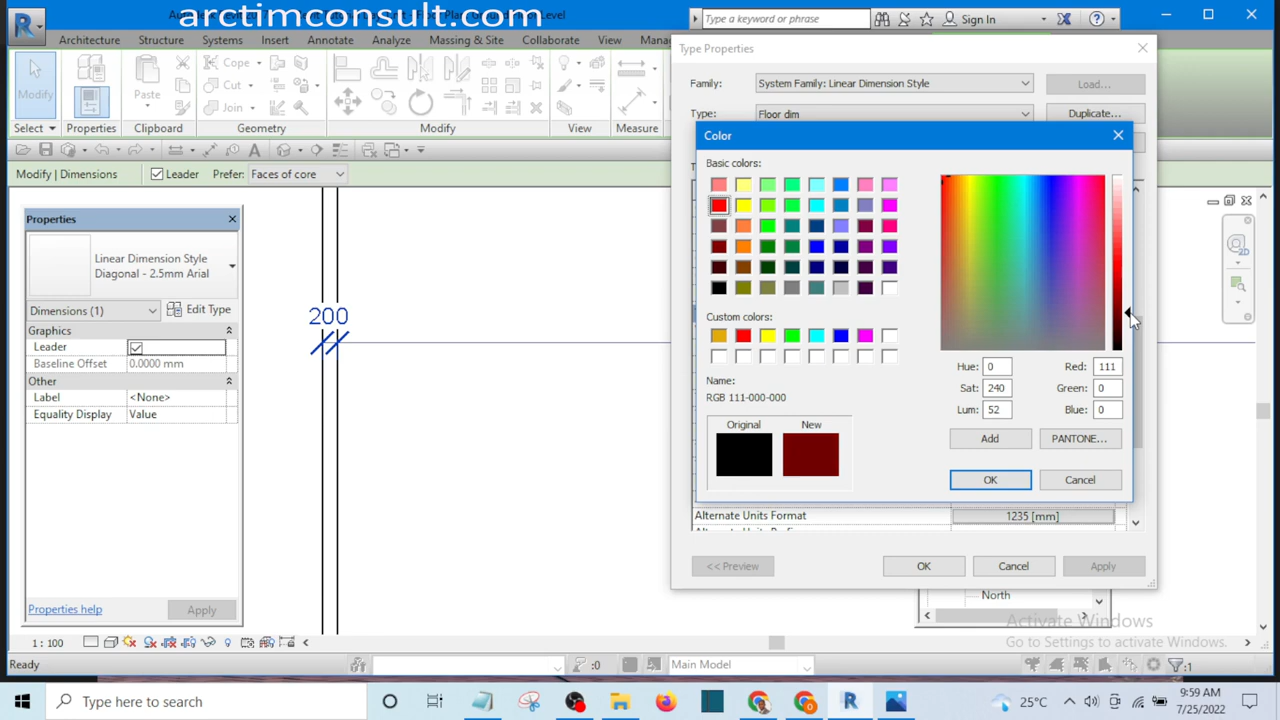 arctimconsult.com
Type a keyword or phrase
Sign In
Architecture Structure Systems Insert Annotate Analyze Massing & Site Collaborate View Mana
Modify
Cope
Cut
Join
Paste
Select Properties Clipboard Geometry Modify View Measure
Modify | Dimensions
Leader
Prefer: Faces of core
Properties
Linear Dimension Style
Diagonal - 2.5mm Arial
Dimensions (1)
Edit Type
Graphics
Leader
Baseline Offset 0.0000 mm
Other
Label <None>
Equality Display Value
Properties help
Apply
200
Type Properties
Family: System Family: Linear Dimension Style Load...
Type: Floor dim Duplicate...
Color
Basic colors:
Custom colors:
Name:
RGB 111-000-000
Original New
Hue: 0 Red: 111
Sat: 240 Green: 0
Lum: 52 Blue: 0
Add PANTONE...
OK Cancel
Alternate Units Format 1235 [mm]
<< Preview OK Cancel Apply
North
Activate Windows
Go to Settings to activate Windows.
1 : 100
Ready
:0
Main Model
:1
Type here to search
25°C
9:59 AM
7/25/2022